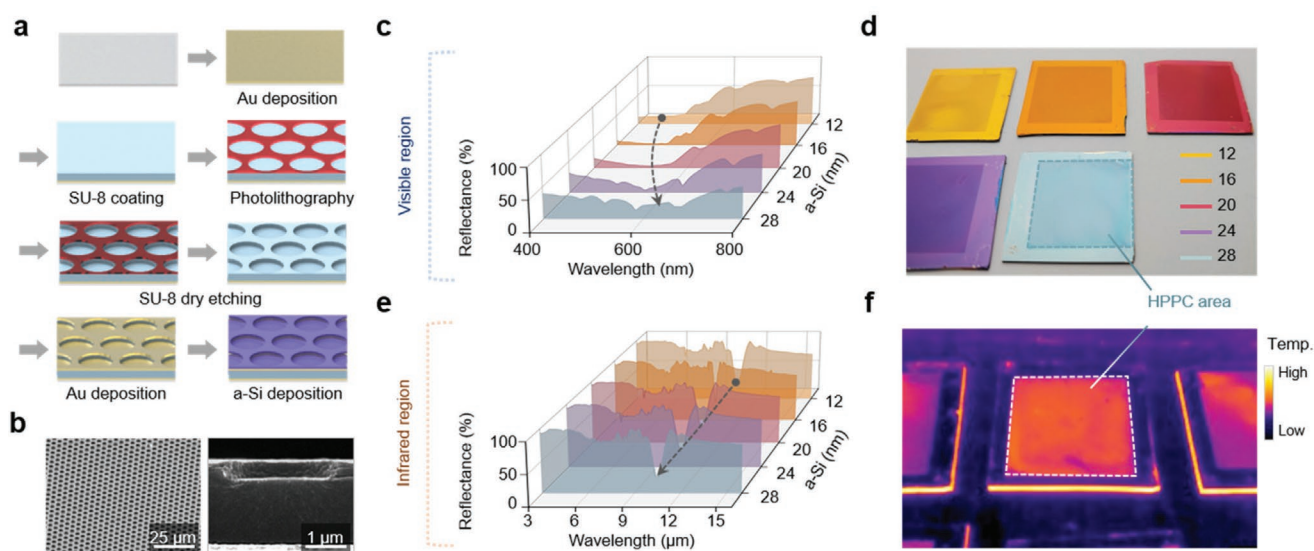 a
Au deposition
SU-8 coating
Photolithography
SU-8 dry etching
Au deposition
a-Si deposition
b
25 µm
1 µm
c
Visible region
Reflectance (%)
100
50
0
400
600
800
Wavelength (nm)
12
16
20
24
28
a-Si (nm)
d
12
16
20
24
28
HPPC area
e
Infrared region
Reflectance (%)
100
50
0
3
6
9
12
15
Wavelength (µm)
12
16
20
24
28
a-Si (nm)
f
Temp.
High
Low